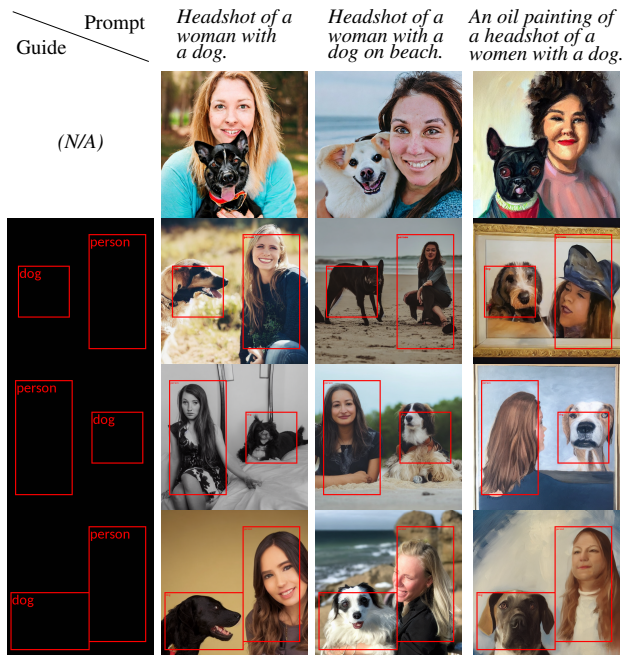 Prompt
Guide
Headshot of a
woman with
a dog.
Headshot of a
woman with a
dog on beach.
An oil painting of
a headshot of a
women with a dog.
(N/A)
person
dog
person
dog
person
dog